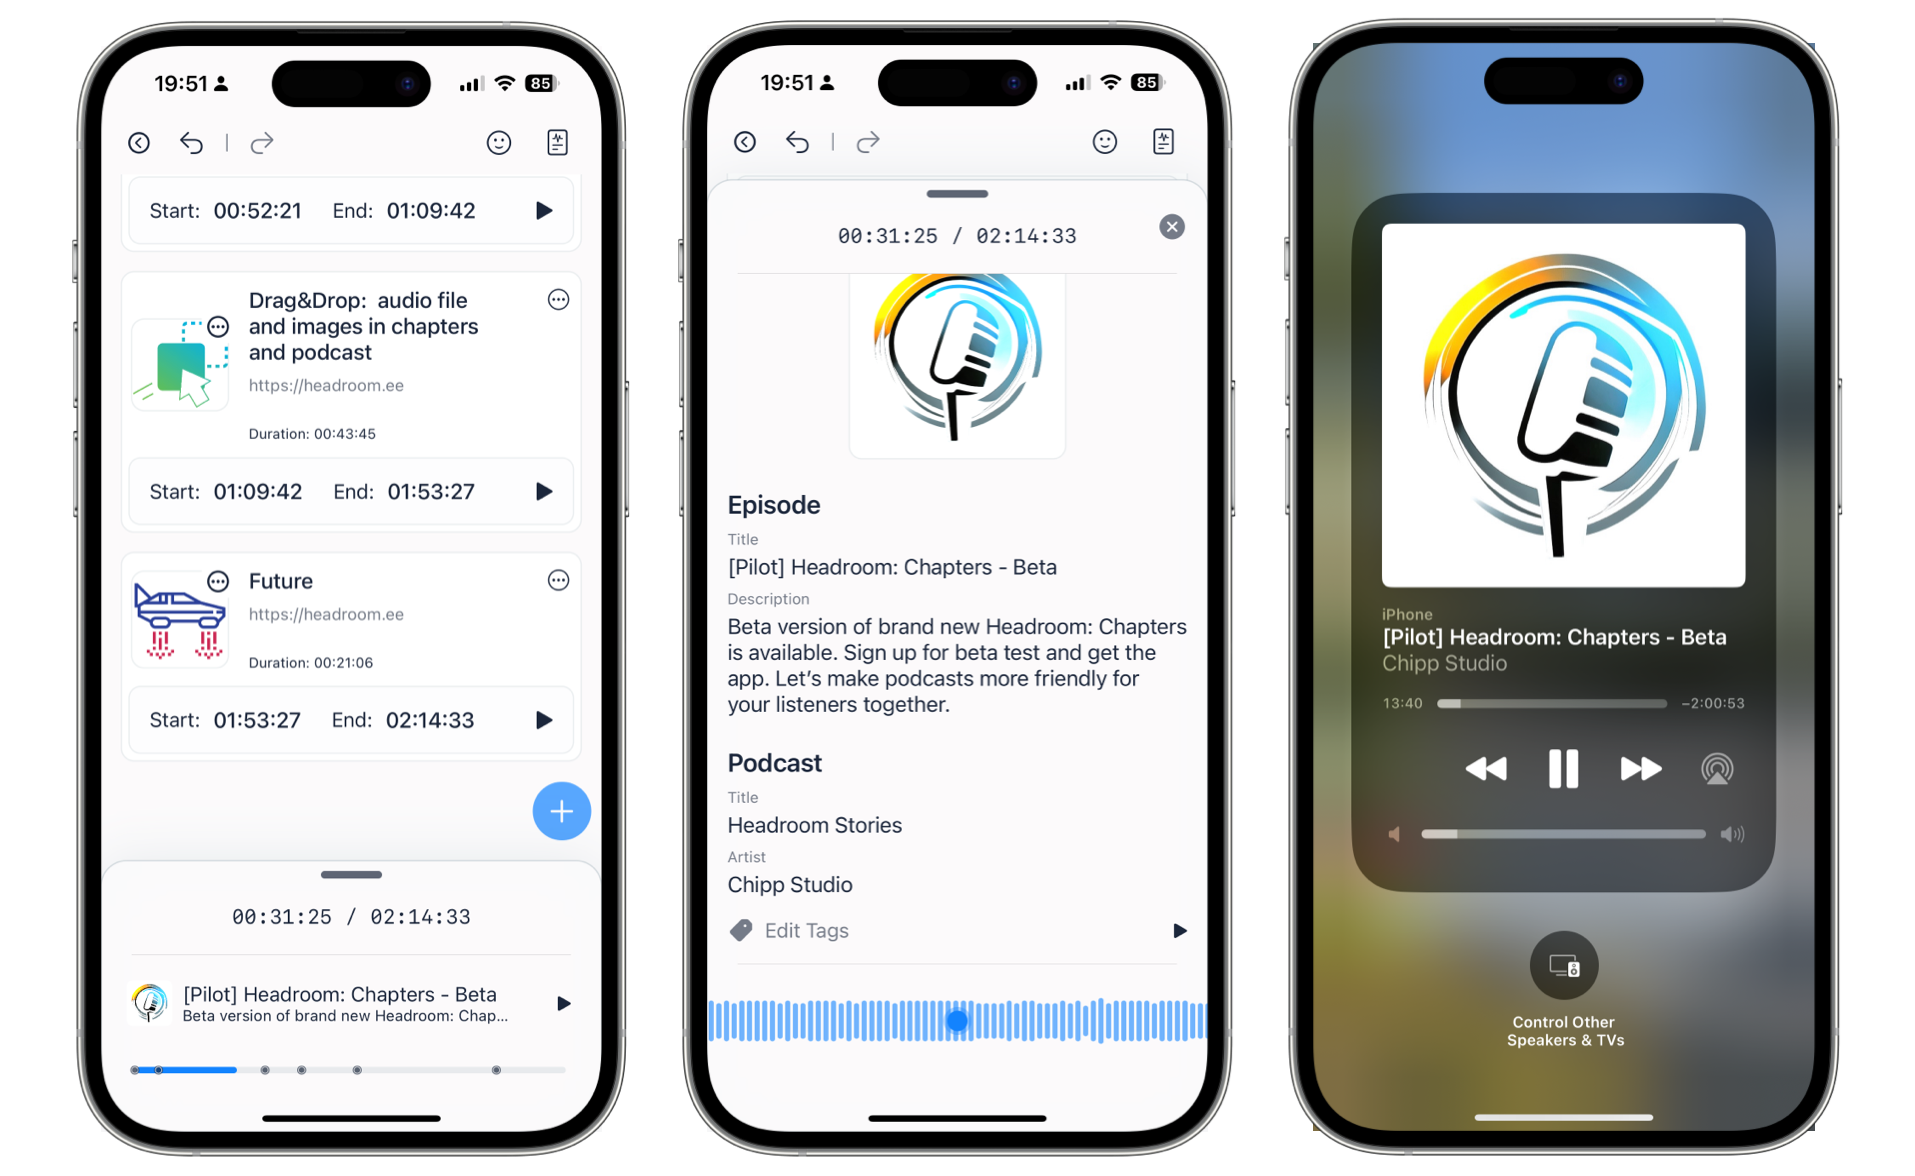 19:51
85
Start: 00:52:21 End: 01:09:42
Drag&Drop: audio file
and images in chapters
and podcast
https://headroom.ee
Duration: 00:43:45
Start: 01:09:42 End: 01:53:27
Future
https://headroom.ee
Duration: 00:21:06
Start: 01:53:27 End: 02:14:33
00:31:25 / 02:14:33
[Pilot] Headroom: Chapters - Beta
Beta version of brand new Headroom: Chap...
19:51
85
00:31:25 / 02:14:33
Episode
Title
[Pilot] Headroom: Chapters - Beta
Description
Beta version of brand new Headroom: Chapters
is available. Sign up for beta test and get the
app. Let's make podcasts more friendly for
your listeners together.
Podcast
Title
Headroom Stories
Artist
Chipp Studio
Edit Tags
iPhone
[Pilot] Headroom: Chapters - Beta
Chipp Studio
13:40
−2:00:53
Control Other
Speakers & TVs